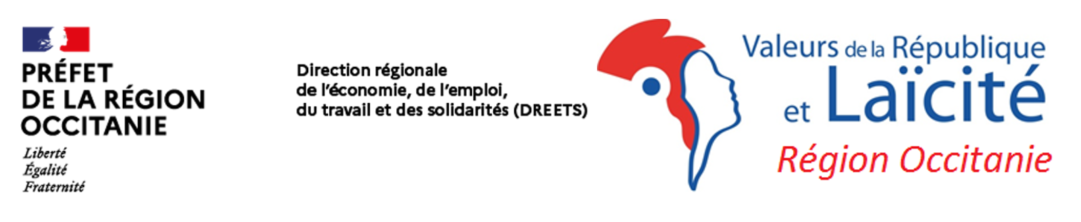 PRÉFET
DE LA RÉGION
OCCITANIE
Liberté
Égalité
Fraternité
Direction régionale
de l'économie, de l'emploi,
du travail et des solidarités (DREETS)
Valeurs de la République
et Laïcité
Région Occitanie